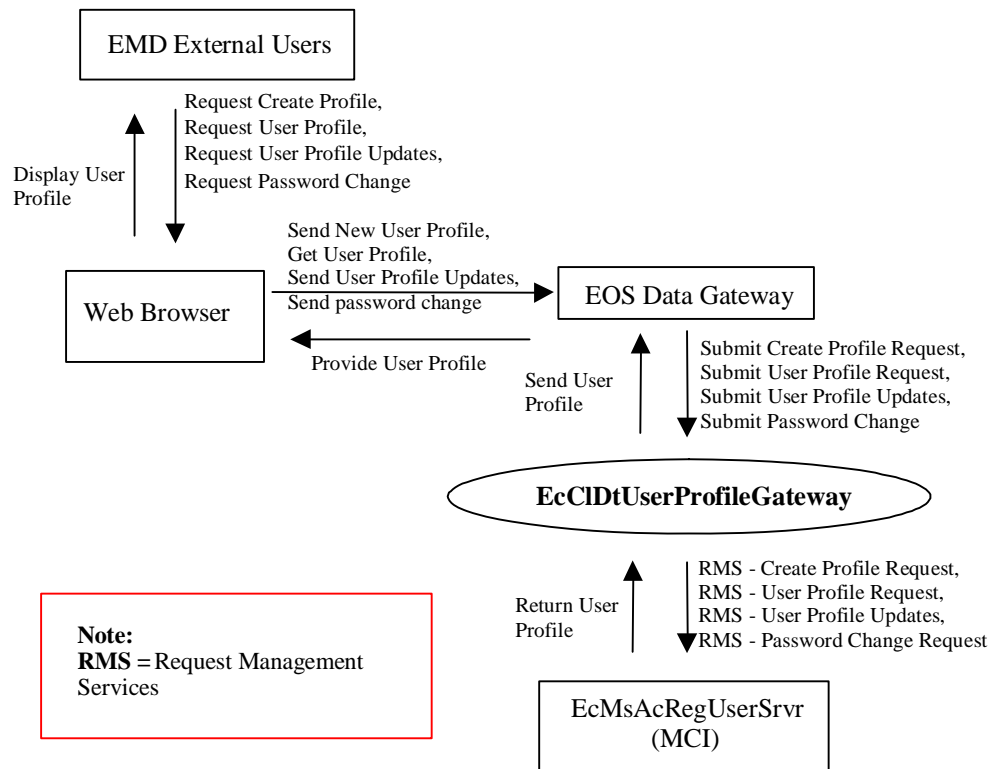 EMD External Users
Request Create Profile,
Request User Profile,
Request User Profile Updates,
Request Password Change
Display User
Profile
Send New User Profile,
Get User Profile,
Send User Profile Updates,
Send password change
Web Browser
EOS Data Gateway
Provide User Profile
Send User
Profile
Submit Create Profile Request,
Submit User Profile Request,
Submit User Profile Updates,
Submit Password Change
EcClDtUserProfileGateway
RMS - Create Profile Request,
RMS - User Profile Request,
RMS - User Profile Updates,
RMS - Password Change Request
Return User
Profile
Note:
RMS = Request Management
Services
EcMsAcRegUserSrvr
(MCI)